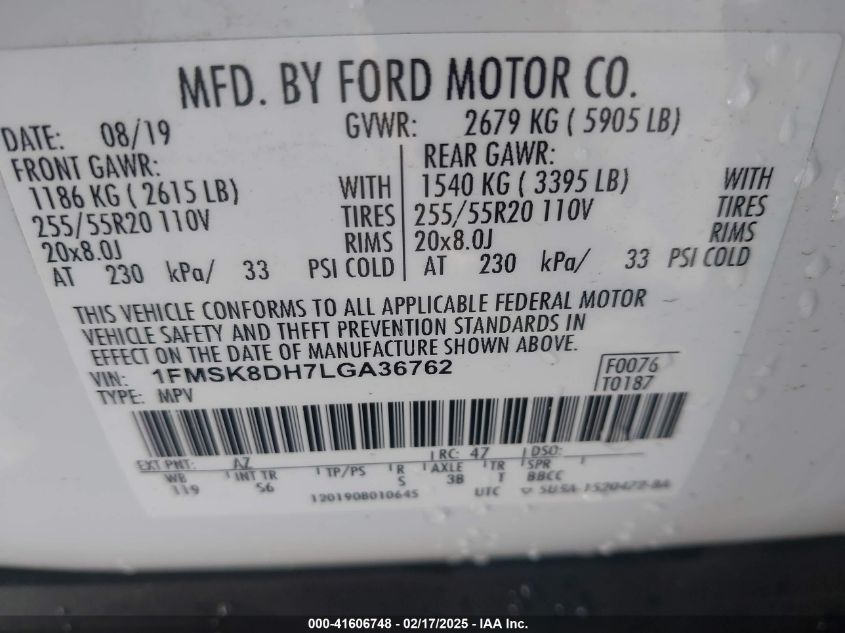 MFD. BY FORD MOTOR CO.
DATE: 08/19 GVWR: 2679 KG ( 5905 LB)
FRONT GAWR: REAR GAWR:
1186 KG ( 2615 LB) WITH 1540 KG ( 3395 LB) WITH
255/55R20 110V TIRES 255/55R20 110V TIRES
20x8.0J RIMS 20x8.0J RIMS
AT 230 kPa/ 33 PSI COLD AT 230 kPa/ 33 PSI COLD
THIS VEHICLE CONFORMS TO ALL APPLICABLE FEDERAL MOTOR
VEHICLE SAFETY AND THEFT PREVENTION STANDARDS IN
EFFECT ON THE DATE OF MANUFACTURE SHOWN ABOVE.
VIN: 1FMSK8DH7LGA36762 F0076
TYPE: MPV T0187
EXT PNT: AZ RC: 47 DSO:
WB INT TR TP/PS R AXLE TR SPR
119 56 S 3B T BBCC
1201908010645 UTC
000-41606748 - 02/17/2025 - IAA Inc.